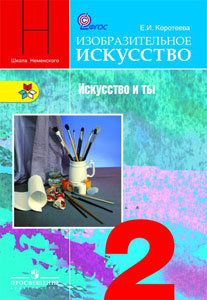 ФГОС
Е.И. Коротеева
ИЗОБРАЗИТЕЛЬНОЕ
ИСКУССТВО
Школа Неменского
Искусство и ты
2
ПРОСВЕЩЕНИЕ